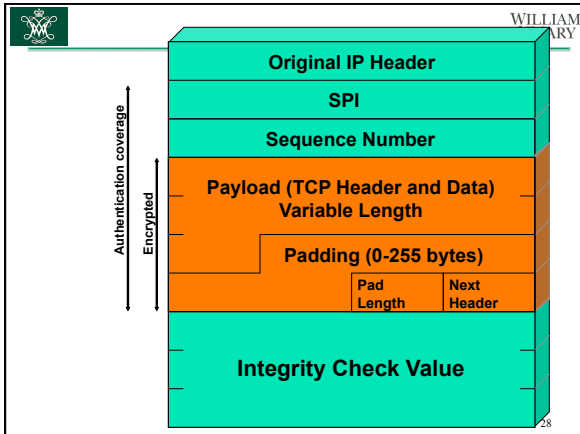 WILLIAM
ARY
Original IP Header
SPI
Sequence Number
Payload (TCP Header and Data)
Variable Length
Padding (0-255 bytes)
Pad
Length
Next
Header
Integrity Check Value
Authentication coverage
Encrypted
28